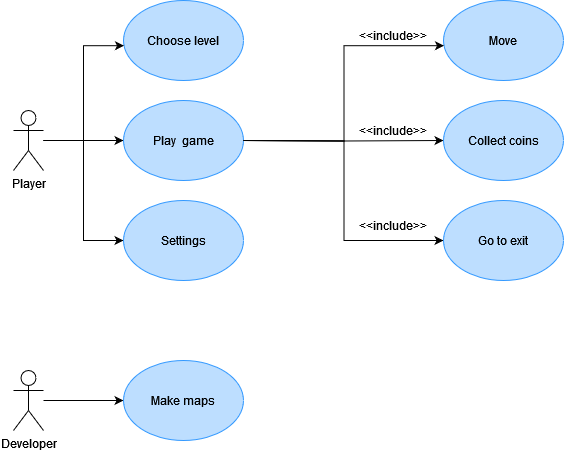 Choose level
<<include>>
Move
Play game
<<include>>
Collect coins
Player
Settings
<<include>>
Go to exit
Make maps
Developer